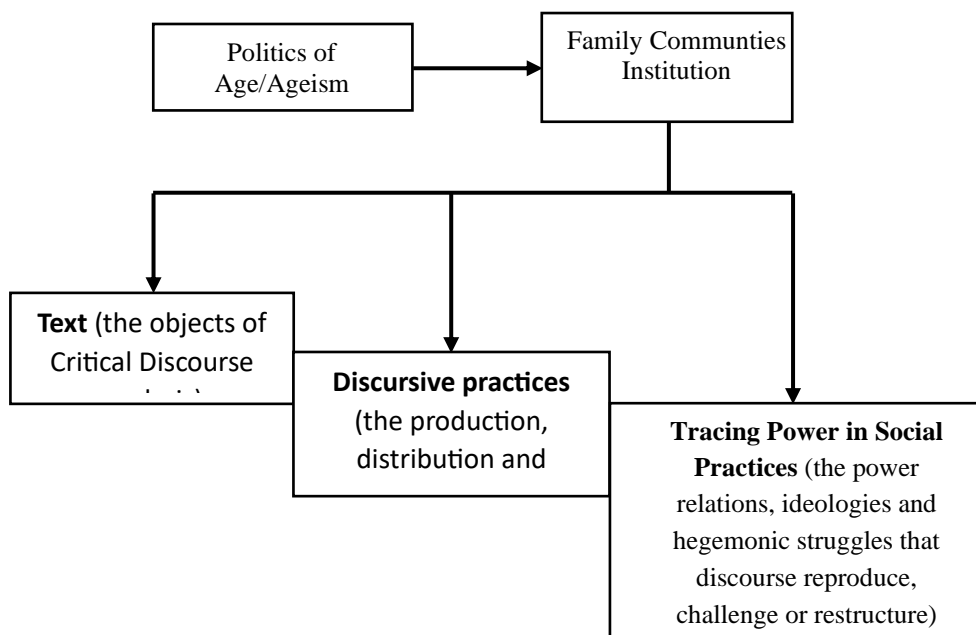 Politics of
Age/Ageism
Family Communties
Institution
Text (the objects of
Critical Discourse
Discursive practices
(the production,
distribution and
Tracing Power in Social
Practices (the power
relations, ideologies and
hegemonic struggles that
discourse reproduce,
challenge or restructure)